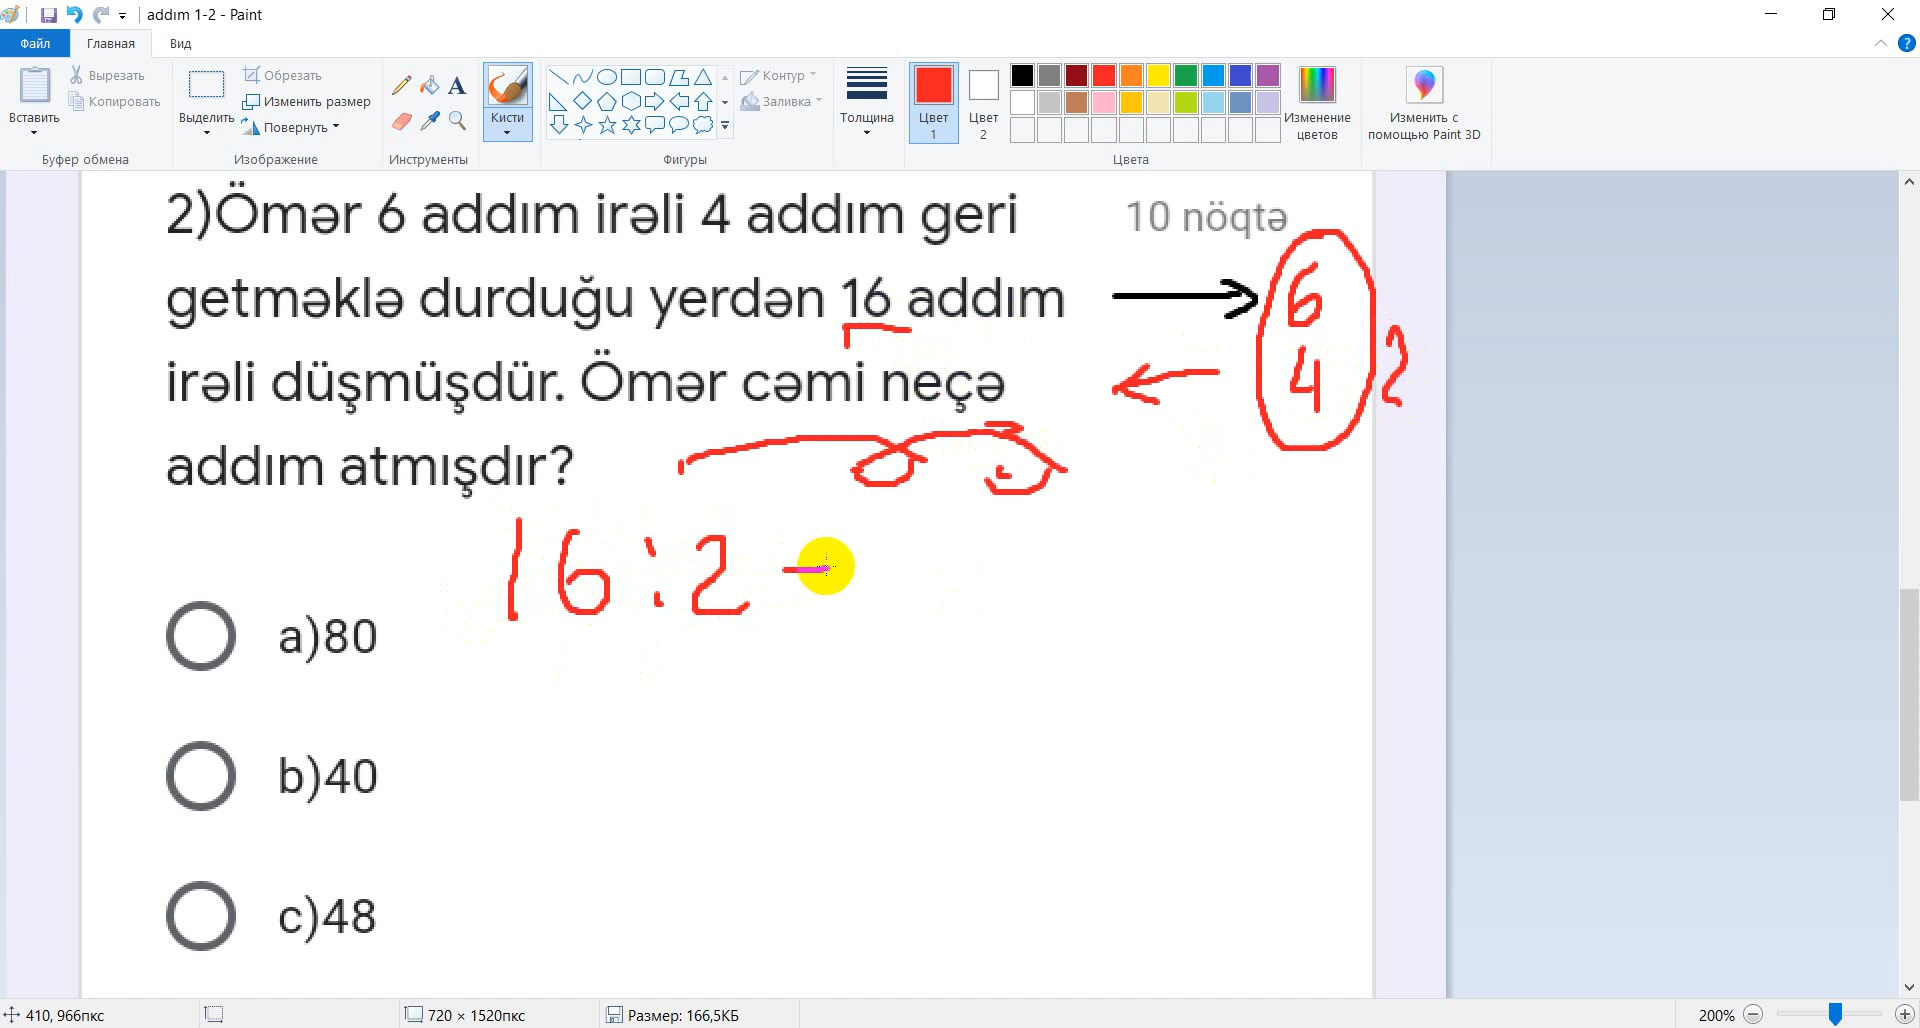 addım 1-2 - Paint
Файл Главная Вид
Вставить
Вырезать
Копировать
Буфер обмена
Выделить
Обрезать
Изменить размер
Повернуть
Изображение
A
Инструменты
Кисти
Контур
Заливка
Фигуры
Толщина
Цвет 1
Цвет 2
Изменение цветов
Цвета
Изменить с помощью Paint 3D
2)Ömər 6 addım irəli 4 addım geri
10 nöqtə
getməklə durduğu yerdən 16 addım
irəli düşmüşdür. Ömər cəmi neçə
addım atmışdır?
6
4
2
16:2
a)80
b)40
c)48
410, 966пкс
720 × 1520пкс
Размер: 166,5КБ
200%